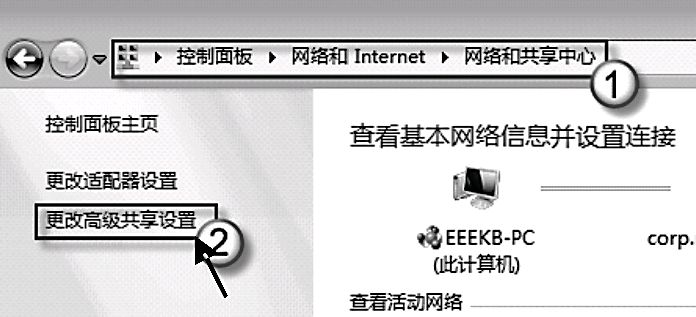 控制面板 网络和 Internet 网络和共享中心
1
控制面板主页
查看基本网络信息并设置连接
更改适配器设置
更改高级共享设置
2
EEEKB-PC
corp.
(此计算机)
查看活动网络